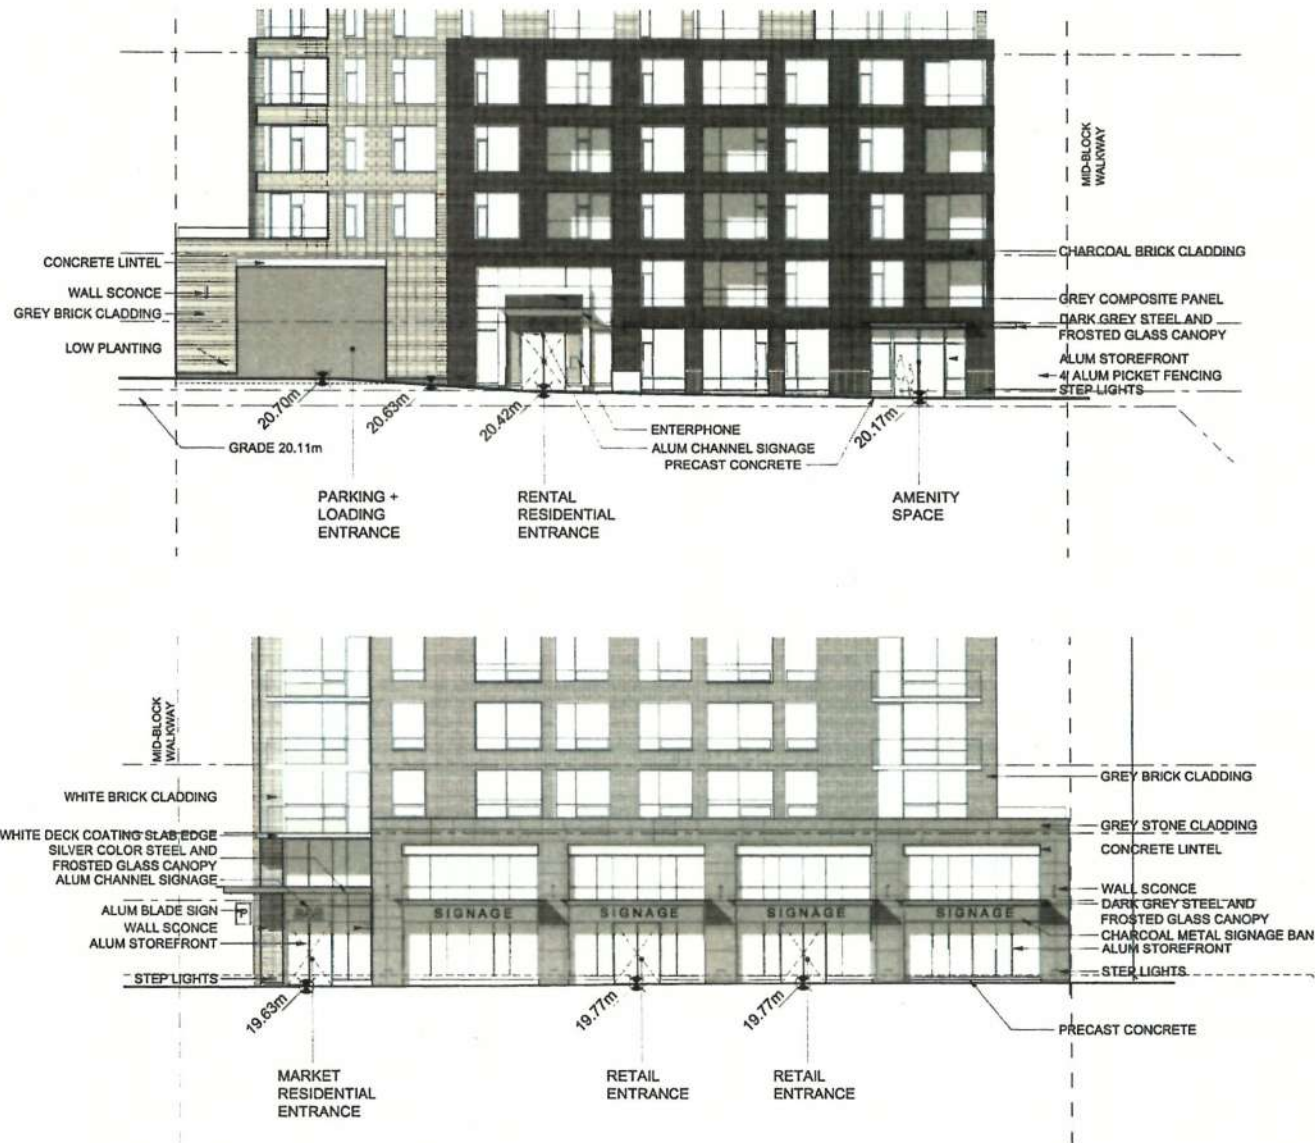 MID-BLOCK
WALKWAY
CONCRETE LINTEL
WALL SCONCE
GREY BRICK CLADDING
LOW PLANTING
CHARCOAL BRICK CLADDING
GREY COMPOSITE PANEL
DARK GREY STEEL AND
FROSTED GLASS CANOPY
ALUM STOREFRONT
4' ALUM PICKET FENCING
STEP LIGHTS
20.70m
20.63m
20.42m
20.17m
GRADE 20.11m
ENTERPHONE
ALUM CHANNEL SIGNAGE
PRECAST CONCRETE
PARKING +
LOADING
ENTRANCE
RENTAL
RESIDENTIAL
ENTRANCE
AMENITY
SPACE
MID-BLOCK
WALKWAY
WHITE BRICK CLADDING
WHITE DECK COATING SLAB EDGE
SILVER COLOR STEEL AND
FROSTED GLASS CANOPY
ALUM CHANNEL SIGNAGE
ALUM BLADE SIGN
P
WALL SCONCE
ALUM STOREFRONT
STEP LIGHTS
SIGNAGE
SIGNAGE
SIGNAGE
SIGNAGE
GREY BRICK CLADDING
GREY STONE CLADDING
CONCRETE LINTEL
WALL SCONCE
DARK GREY STEEL AND
FROSTED GLASS CANOPY
CHARCOAL METAL SIGNAGE BAN
ALUM STOREFRONT
STEP LIGHTS
PRECAST CONCRETE
19.63m
19.77m
19.77m
MARKET
RESIDENTIAL
ENTRANCE
RETAIL
ENTRANCE
RETAIL
ENTRANCE